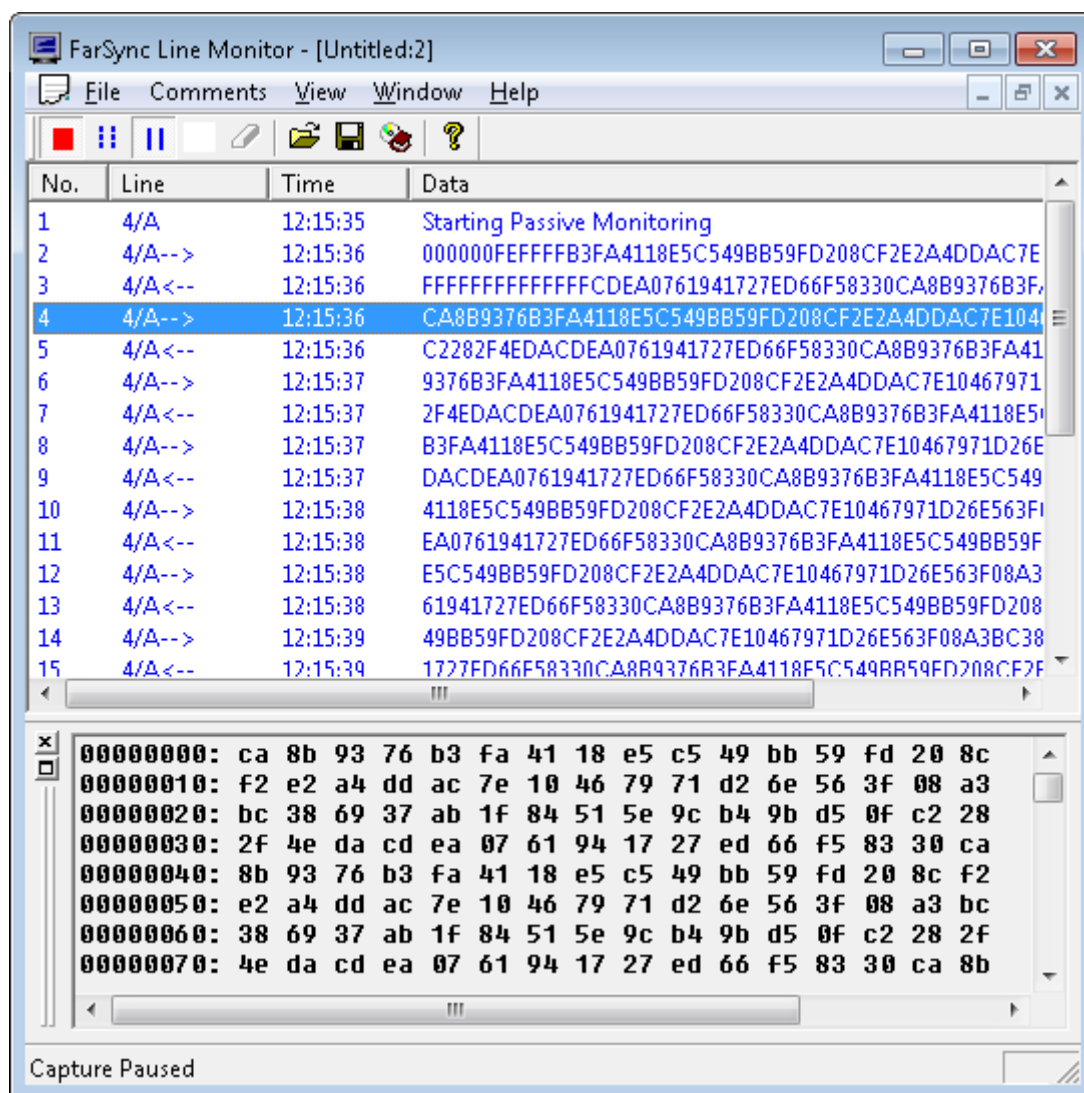 FarSync Line Monitor - [Untitled:2]
File Comments View Window Help
No. Line Time Data
1 4/A 12:15:35 Starting Passive Monitoring
2 4/A--> 12:15:36 000000FEFFFFB3FA4118E5C549BB59FD208CF2E2A4DDAC7E
3 4/A<-- 12:15:36 FFFFFFFFFFFFFFCDEA0761941727ED66F58330CA8B9376B3F
4 4/A--> 12:15:36 CA8B9376B3FA4118E5C549BB59FD208CF2E2A4DDAC7E104
5 4/A<-- 12:15:36 C2282F4EDACDEA0761941727ED66F58330CA8B9376B3FA41
6 4/A--> 12:15:37 9376B3FA4118E5C549BB59FD208CF2E2A4DDAC7E10467971
7 4/A<-- 12:15:37 2F4EDACDEA0761941727ED66F58330CA8B9376B3FA4118E5
8 4/A--> 12:15:37 B3FA4118E5C549BB59FD208CF2E2A4DDAC7E10467971D26E
9 4/A<-- 12:15:37 DACDEA0761941727ED66F58330CA8B9376B3FA4118E5C549
10 4/A--> 12:15:38 4118E5C549BB59FD208CF2E2A4DDAC7E10467971D26E563F
11 4/A<-- 12:15:38 EA0761941727ED66F58330CA8B9376B3FA4118E5C549BB59F
12 4/A--> 12:15:38 E5C549BB59FD208CF2E2A4DDAC7E10467971D26E563F08A3
13 4/A<-- 12:15:38 61941727ED66F58330CA8B9376B3FA4118E5C549BB59FD208
14 4/A--> 12:15:39 49BB59FD208CF2E2A4DDAC7E10467971D26E563F08A3BC38
15 4/A<-- 12:15:39 1727ED66F58330CA8B9376B3FA4118E5C549BB59FD208CF2E
00000000: ca 8b 93 76 b3 fa 41 18 e5 c5 49 bb 59 fd 20 8c
00000010: f2 e2 a4 dd ac 7e 10 46 79 71 d2 6e 56 3f 08 a3
00000020: bc 38 69 37 ab 1f 84 51 5e 9c b4 9b d5 0f c2 28
00000030: 2f 4e da cd ea 07 61 94 17 27 ed 66 f5 83 30 ca
00000040: 8b 93 76 b3 fa 41 18 e5 c5 49 bb 59 fd 20 8c f2
00000050: e2 a4 dd ac 7e 10 46 79 71 d2 6e 56 3f 08 a3 bc
00000060: 38 69 37 ab 1f 84 51 5e 9c b4 9b d5 0f c2 28 2f
00000070: 4e da cd ea 07 61 94 17 27 ed 66 f5 83 30 ca 8b
Capture Paused